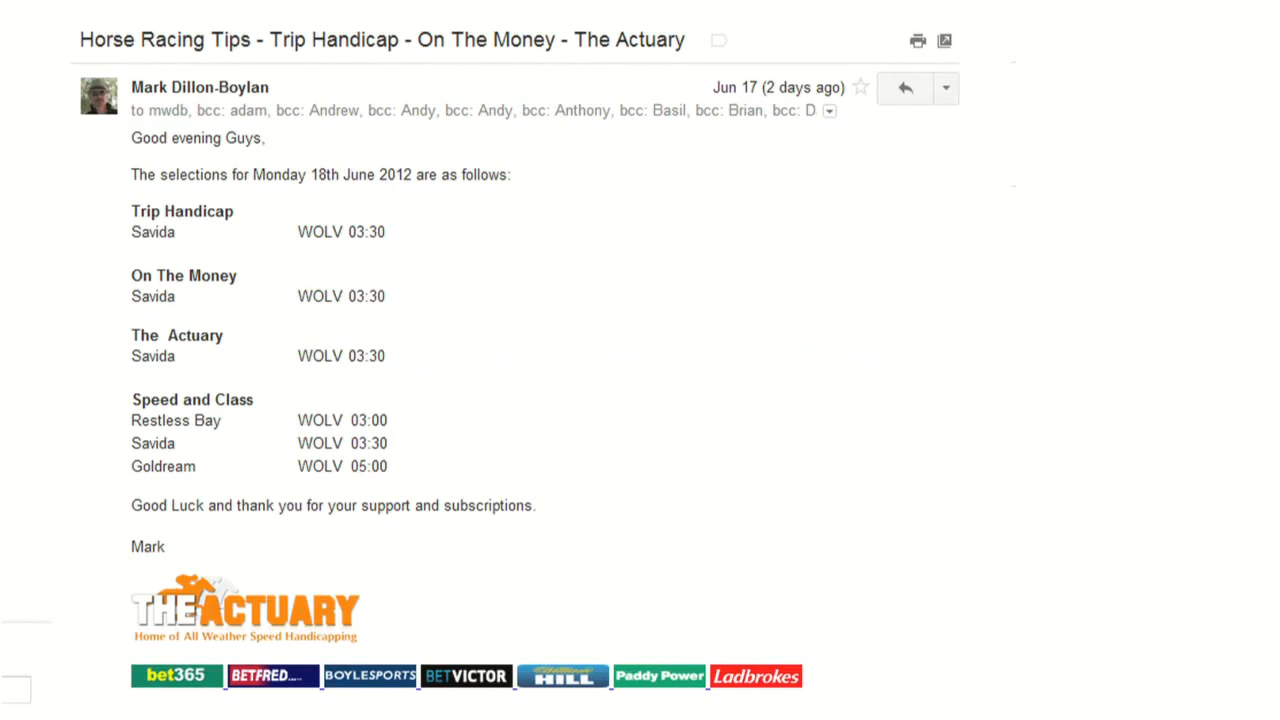 Horse Racing Tips - Trip Handicap - On The Money - The Actuary
Mark Dillon-Boylan Jun 17 (2 days ago)
to mwdb, bcc: adam, bcc: Andrew, bcc: Andy, bcc: Andy, bcc: Anthony, bcc: Basil, bcc: Brian, bcc: D
Good evening Guys,
The selections for Monday 18th June 2012 are as follows:
Trip Handicap
Savida WOLV 03:30
On The Money
Savida WOLV 03:30
The Actuary
Savida WOLV 03:30
Speed and Class
Restless Bay WOLV 03:00
Savida WOLV 03:30
Goldream WOLV 05:00
Good Luck and thank you for your support and subscriptions.
Mark
THE ACTUARY
Home of All Weather Speed Handicapping
bet365 BETFRED BOYLESPORTS BETVICTOR HILL Paddy Power Ladbrokes